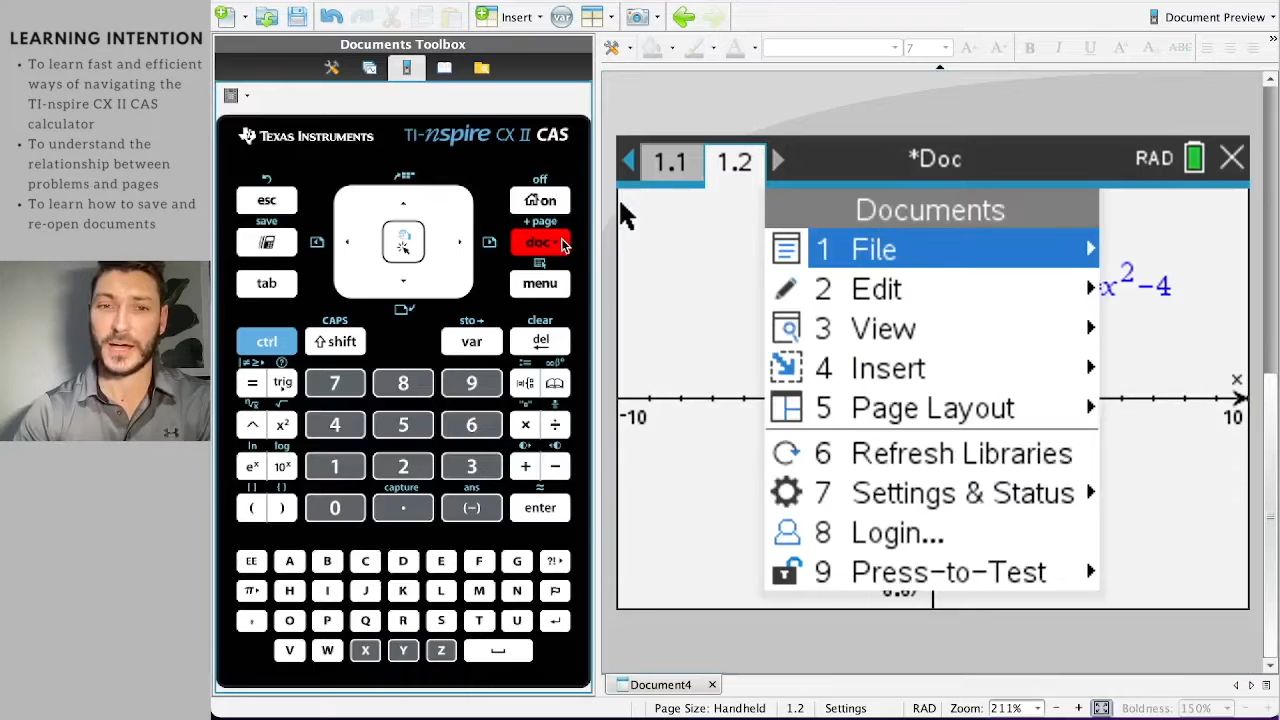 LEARNING INTENTION
• To learn fast and efficient
ways of navigating the
TI-nspire CX II CAS
calculator
• To understand the
relationship between
problems and pages
• To learn how to save and
re-open documents
Insert
var
Document Preview
Documents Toolbox
7
A+
A-
B
I
U
A
A
ABC
TEXAS INSTRUMENTS
TI-nspire CX II CAS
esc
save
tab
off
on
+ page
doc
menu
CAPS
sto→
clear
ctrl
shift
var
del
=
trig
7
8
9
^
x²
4
5
6
×
÷
ln
log
eˣ
10ˣ
1
2
3
+
−
capture
ans
≈
(
)
0
.
(−)
enter
EE
A
B
C
D
E
F
G
?!▸
π▸
H
I
J
K
L
M
N
,
O
P
Q
R
S
T
U
V
W
X
Y
Z
1.1
1.2
*Doc
RAD
Documents
1 File
2 Edit
3 View
4 Insert
5 Page Layout
6 Refresh Libraries
7 Settings & Status
8 Login...
9 Press-to-Test
x²−4
x
-10
10
Document4
Page Size: Handheld
1.2
Settings
RAD
Zoom: 211%
Boldness: 150%